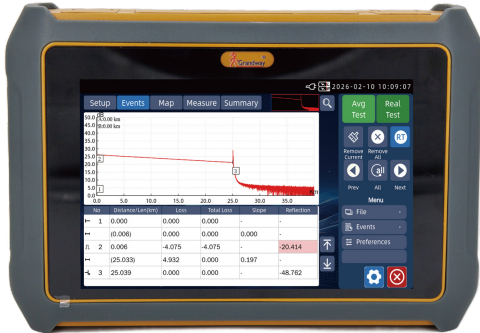 Grandway
2026-02-10 10:09:07
Setup Events Map Measure Summary
Avg Test
Real Test
50.0 dB A:0.00 km
45.0 B:0.00 km
40.0
35.0
30.0
25.0 2
20.0
15.0 3
10.0
5.0 1
0.0
0.0 5.0 10.0 15.0 20.0 25.0 30.0 35.0 Km
RT
Remove Current
Remove All
all
Prev All Next
Menu
File
Events
Preferences
No Distance/Len(km) Loss Total Loss Slope Reflection
1 0.000 0.000 0.000 - -
(0.006) 0.000 0.000 0.000
2 0.006 -4.075 -4.075 - -20.414
(25.033) 4.932 0.000 0.197 -
3 25.039 0.000 0.000 - -48.762